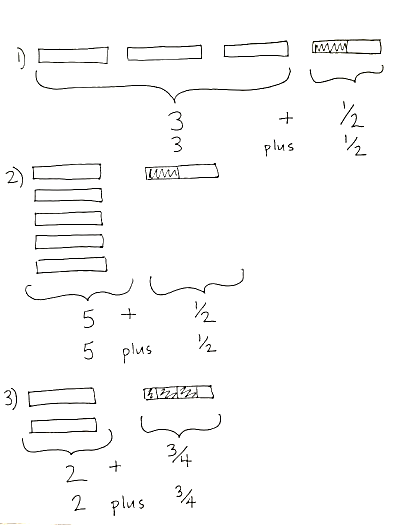 1)
3 + 1/2
3 plus 1/2
2)
5 + 1/2
5 plus 1/2
3)
2 + 3/4
2 plus 3/4